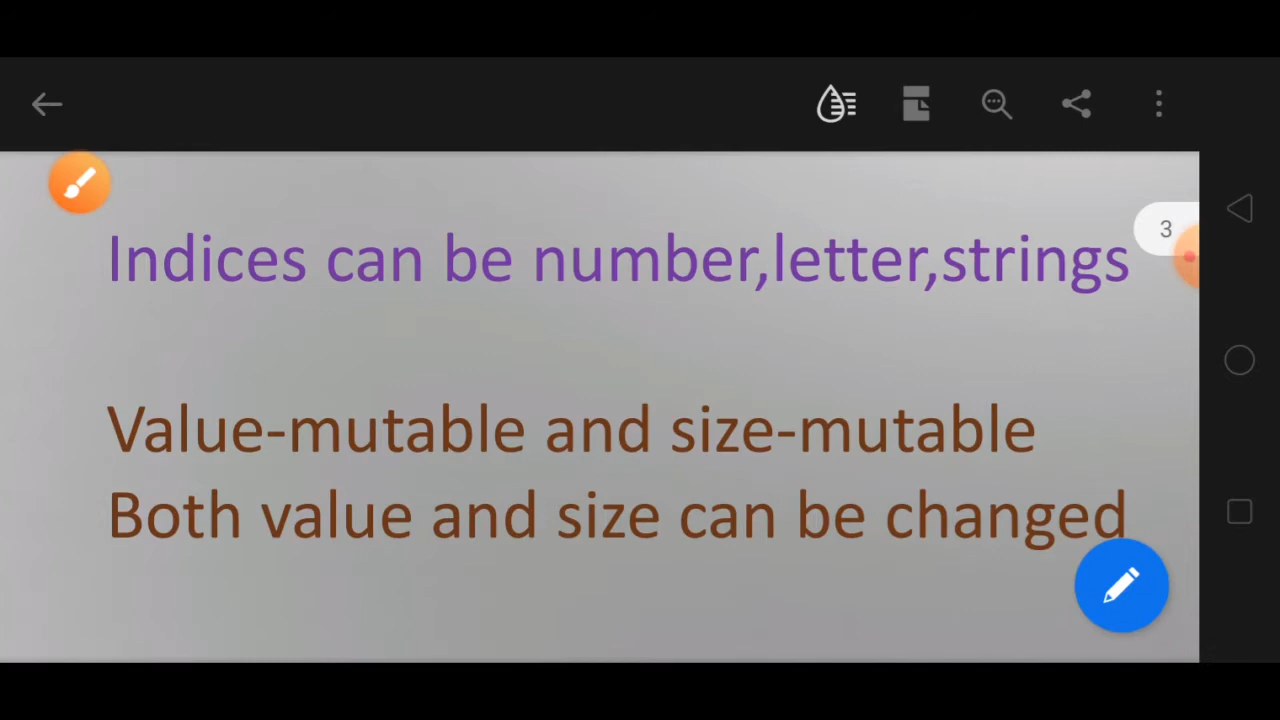 3
Indices can be number,letter,strings
Value-mutable and size-mutable
Both value and size can be changed